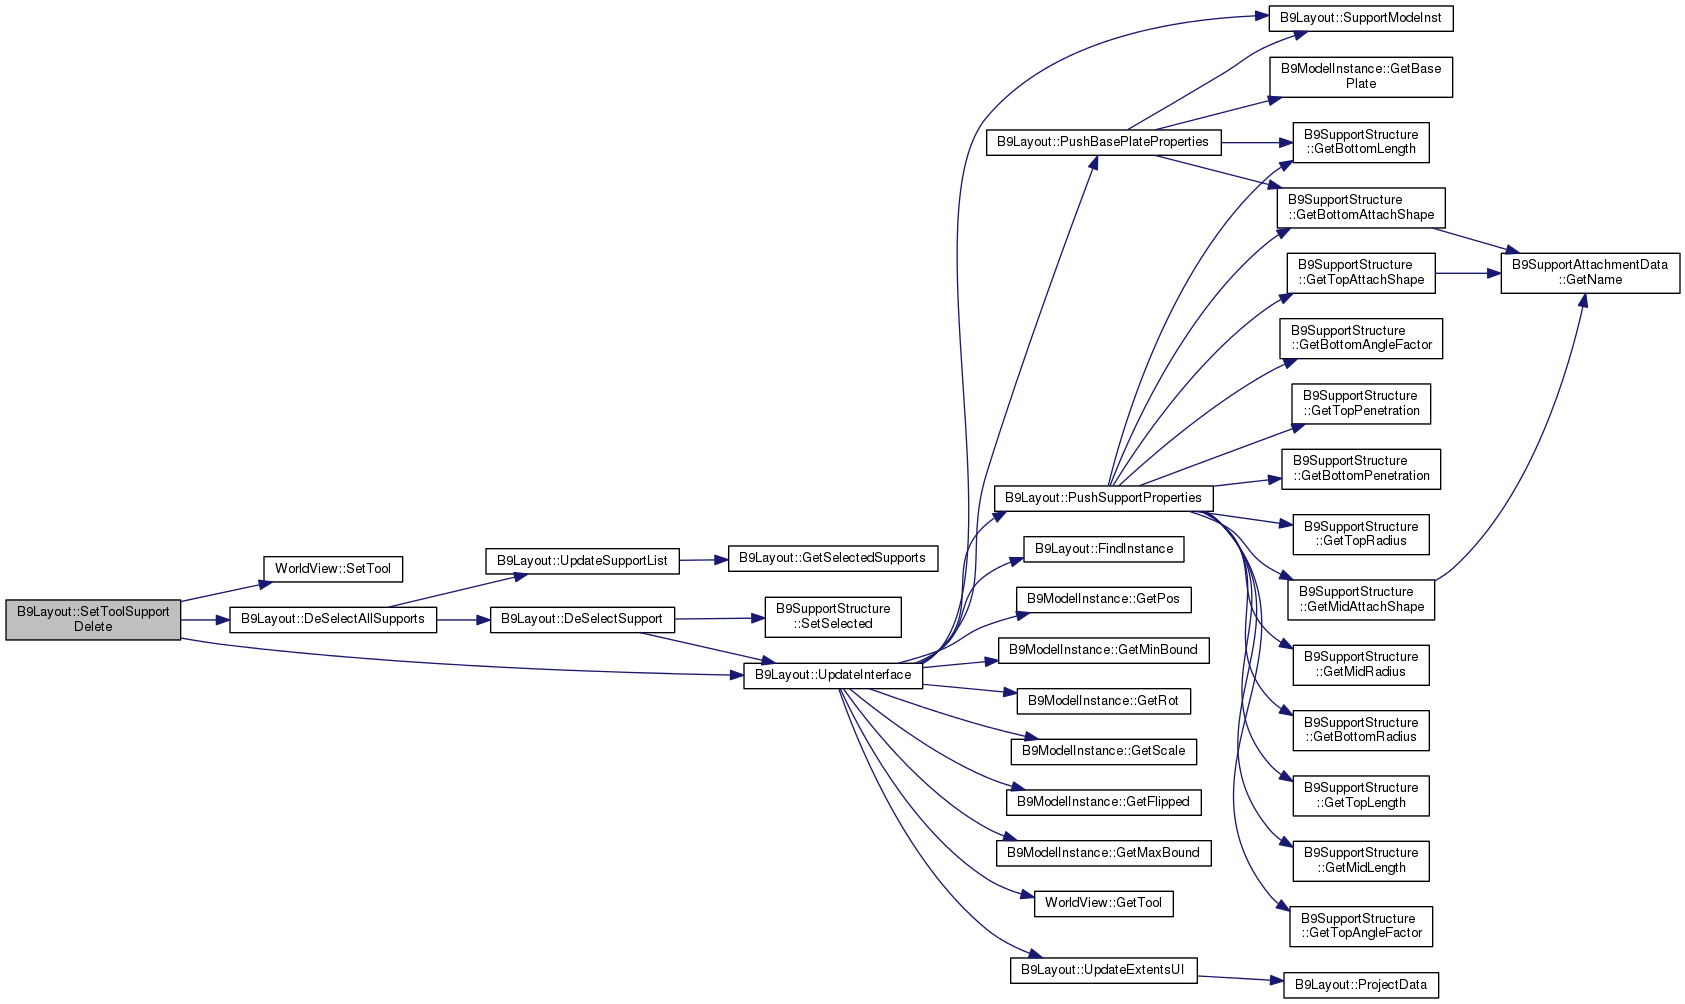 B9Layout::SetToolSupport
Delete
WorldView::SetTool
B9Layout::DeSelectAllSupports
B9Layout::UpdateSupportList
B9Layout::DeSelectSupport
B9Layout::GetSelectedSupports
B9SupportStructure
::SetSelected
B9Layout::UpdateInterface
B9Layout::PushBasePlateProperties
B9Layout::PushSupportProperties
B9Layout::FindInstance
B9ModelInstance::GetPos
B9ModelInstance::GetMinBound
B9ModelInstance::GetRot
B9ModelInstance::GetScale
B9ModelInstance::GetFlipped
B9ModelInstance::GetMaxBound
WorldView::GetTool
B9Layout::UpdateExtentsUI
B9Layout::SupportModeInst
B9ModelInstance::GetBase
Plate
B9SupportStructure
::GetBottomLength
B9SupportStructure
::GetBottomAttachShape
B9SupportStructure
::GetTopAttachShape
B9SupportStructure
::GetBottomAngleFactor
B9SupportStructure
::GetTopPenetration
B9SupportStructure
::GetBottomPenetration
B9SupportStructure
::GetTopRadius
B9SupportStructure
::GetMidAttachShape
B9SupportStructure
::GetMidRadius
B9SupportStructure
::GetBottomRadius
B9SupportStructure
::GetTopLength
B9SupportStructure
::GetMidLength
B9SupportStructure
::GetTopAngleFactor
B9Layout::ProjectData
B9SupportAttachmentData
::GetName